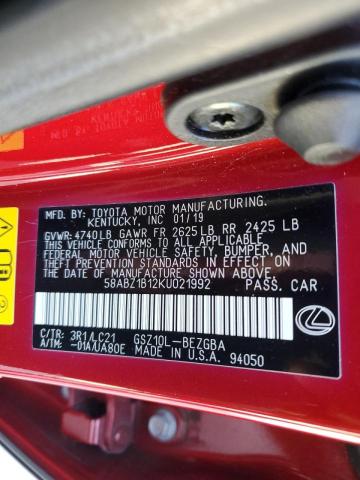 MFD. BY: TOYOTA MOTOR MANUFACTURING.
KENTUCKY, INC 01/19
GVWR: 4740LB GAWR FR 2625LB RR 2425 LB
THIS VEHICLE CONFORMS TO ALL APPLICABLE
FEDERAL MOTOR VEHICLE SAFETY, BUMPER, AND
THEFT PREVENTION STANDARDS IN EFFECT ON
THE DATE OF MANUFACTURE SHOWN ABOVE.
58ABZ1B12KU021992 PASS. CAR
C/TR: 3R1/LC21 GSZ10L-BEZGBA
A/TM: -01A/UA80E MADE IN U.S.A. 94050